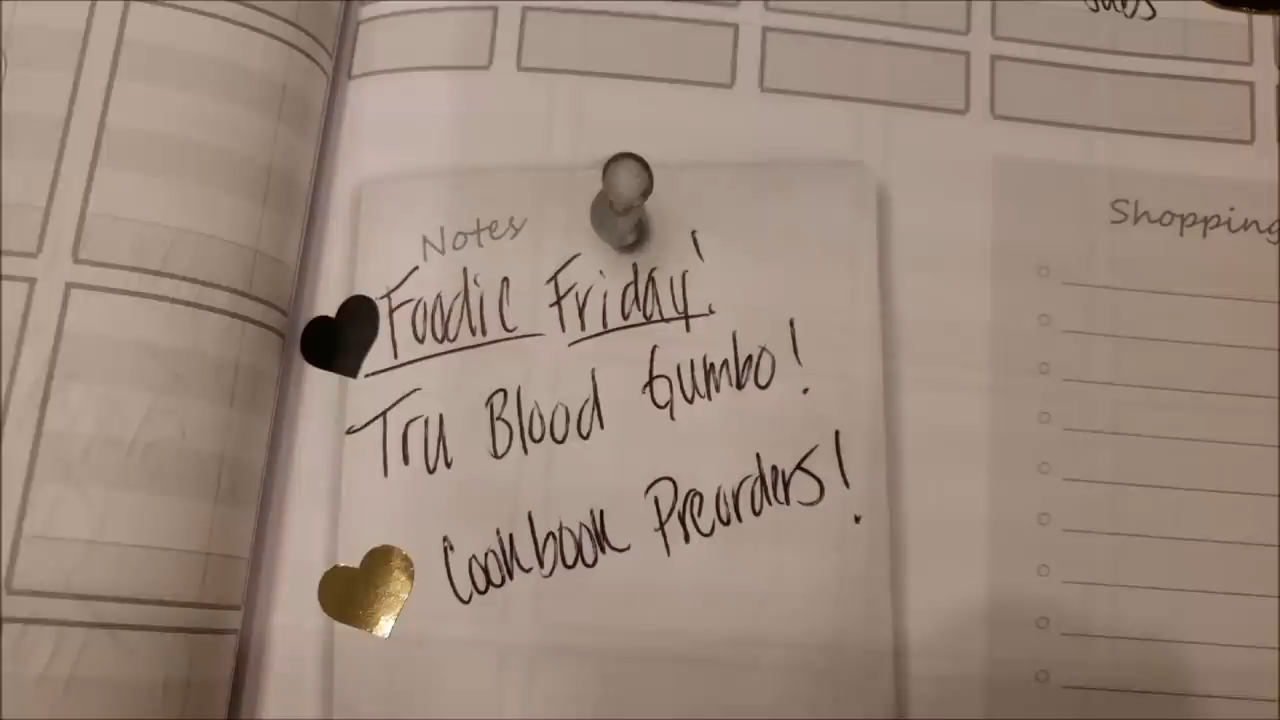 Notes
Foodie Friday!
Tru Blood Gumbo!
Cookbook Preorders!
Shopping